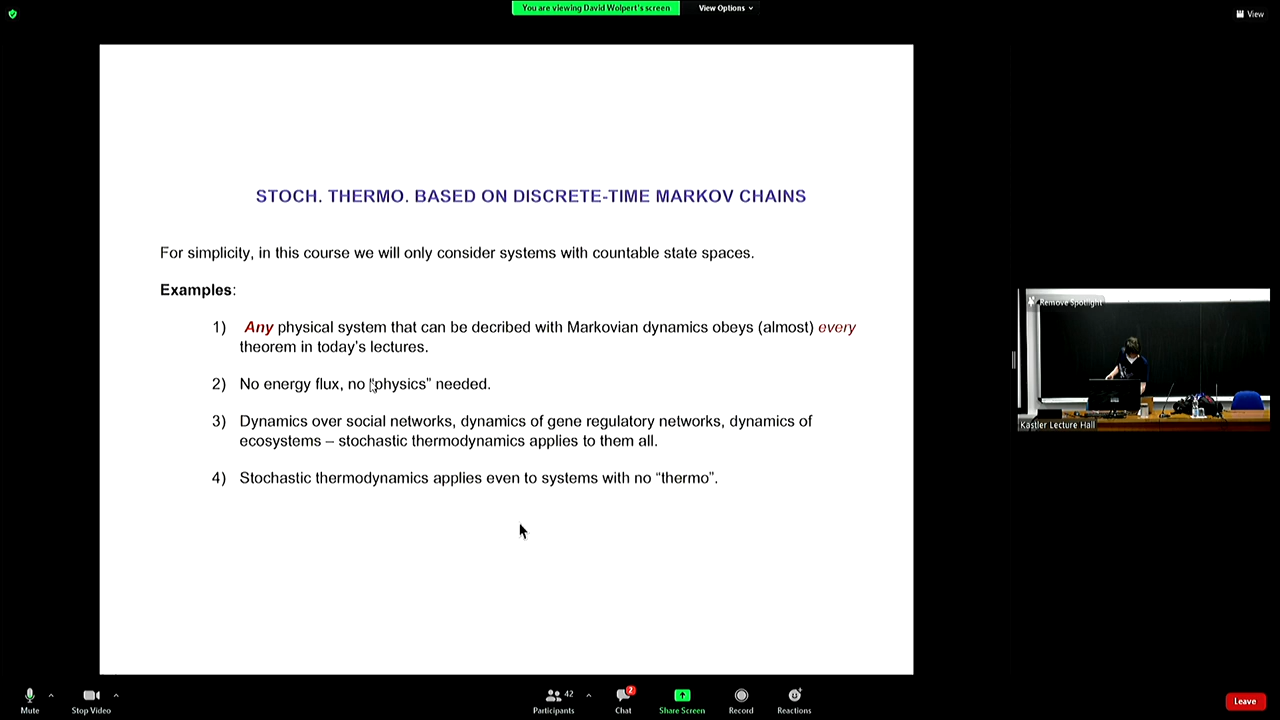 You are viewing David Wolpert's screen
View Options
View
STOCH. THERMO. BASED ON DISCRETE-TIME MARKOV CHAINS
For simplicity, in this course we will only consider systems with countable state spaces.
Examples:
1) Any physical system that can be decribed with Markovian dynamics obeys (almost) every
theorem in today's lectures.
2) No energy flux, no “physics” needed.
3) Dynamics over social networks, dynamics of gene regulatory networks, dynamics of
ecosystems – stochastic thermodynamics applies to them all.
4) Stochastic thermodynamics applies even to systems with no “thermo”.
Remove Spotlight
Kastler Lecture Hall
Mute
Stop Video
42
Participants
2
Chat
Share Screen
Record
Reactions
Leave